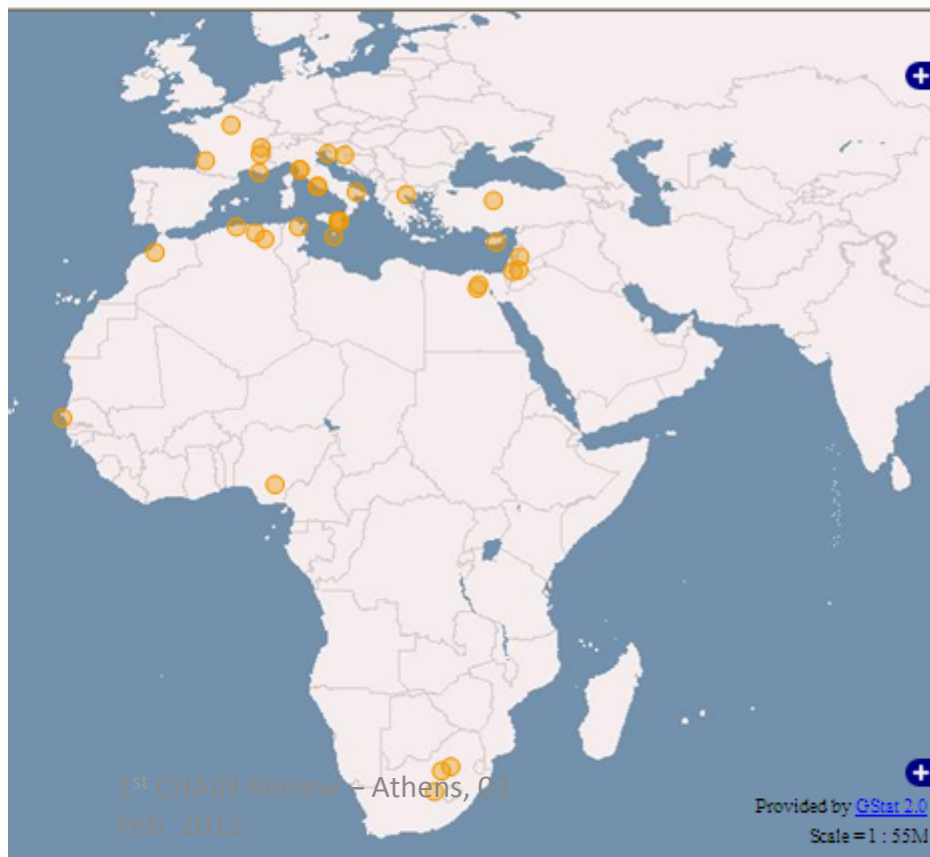 1st CHAIN Review – Athens, 03
Feb. 2012
Provided by GStat 2.0
Scale = 1 : 55M